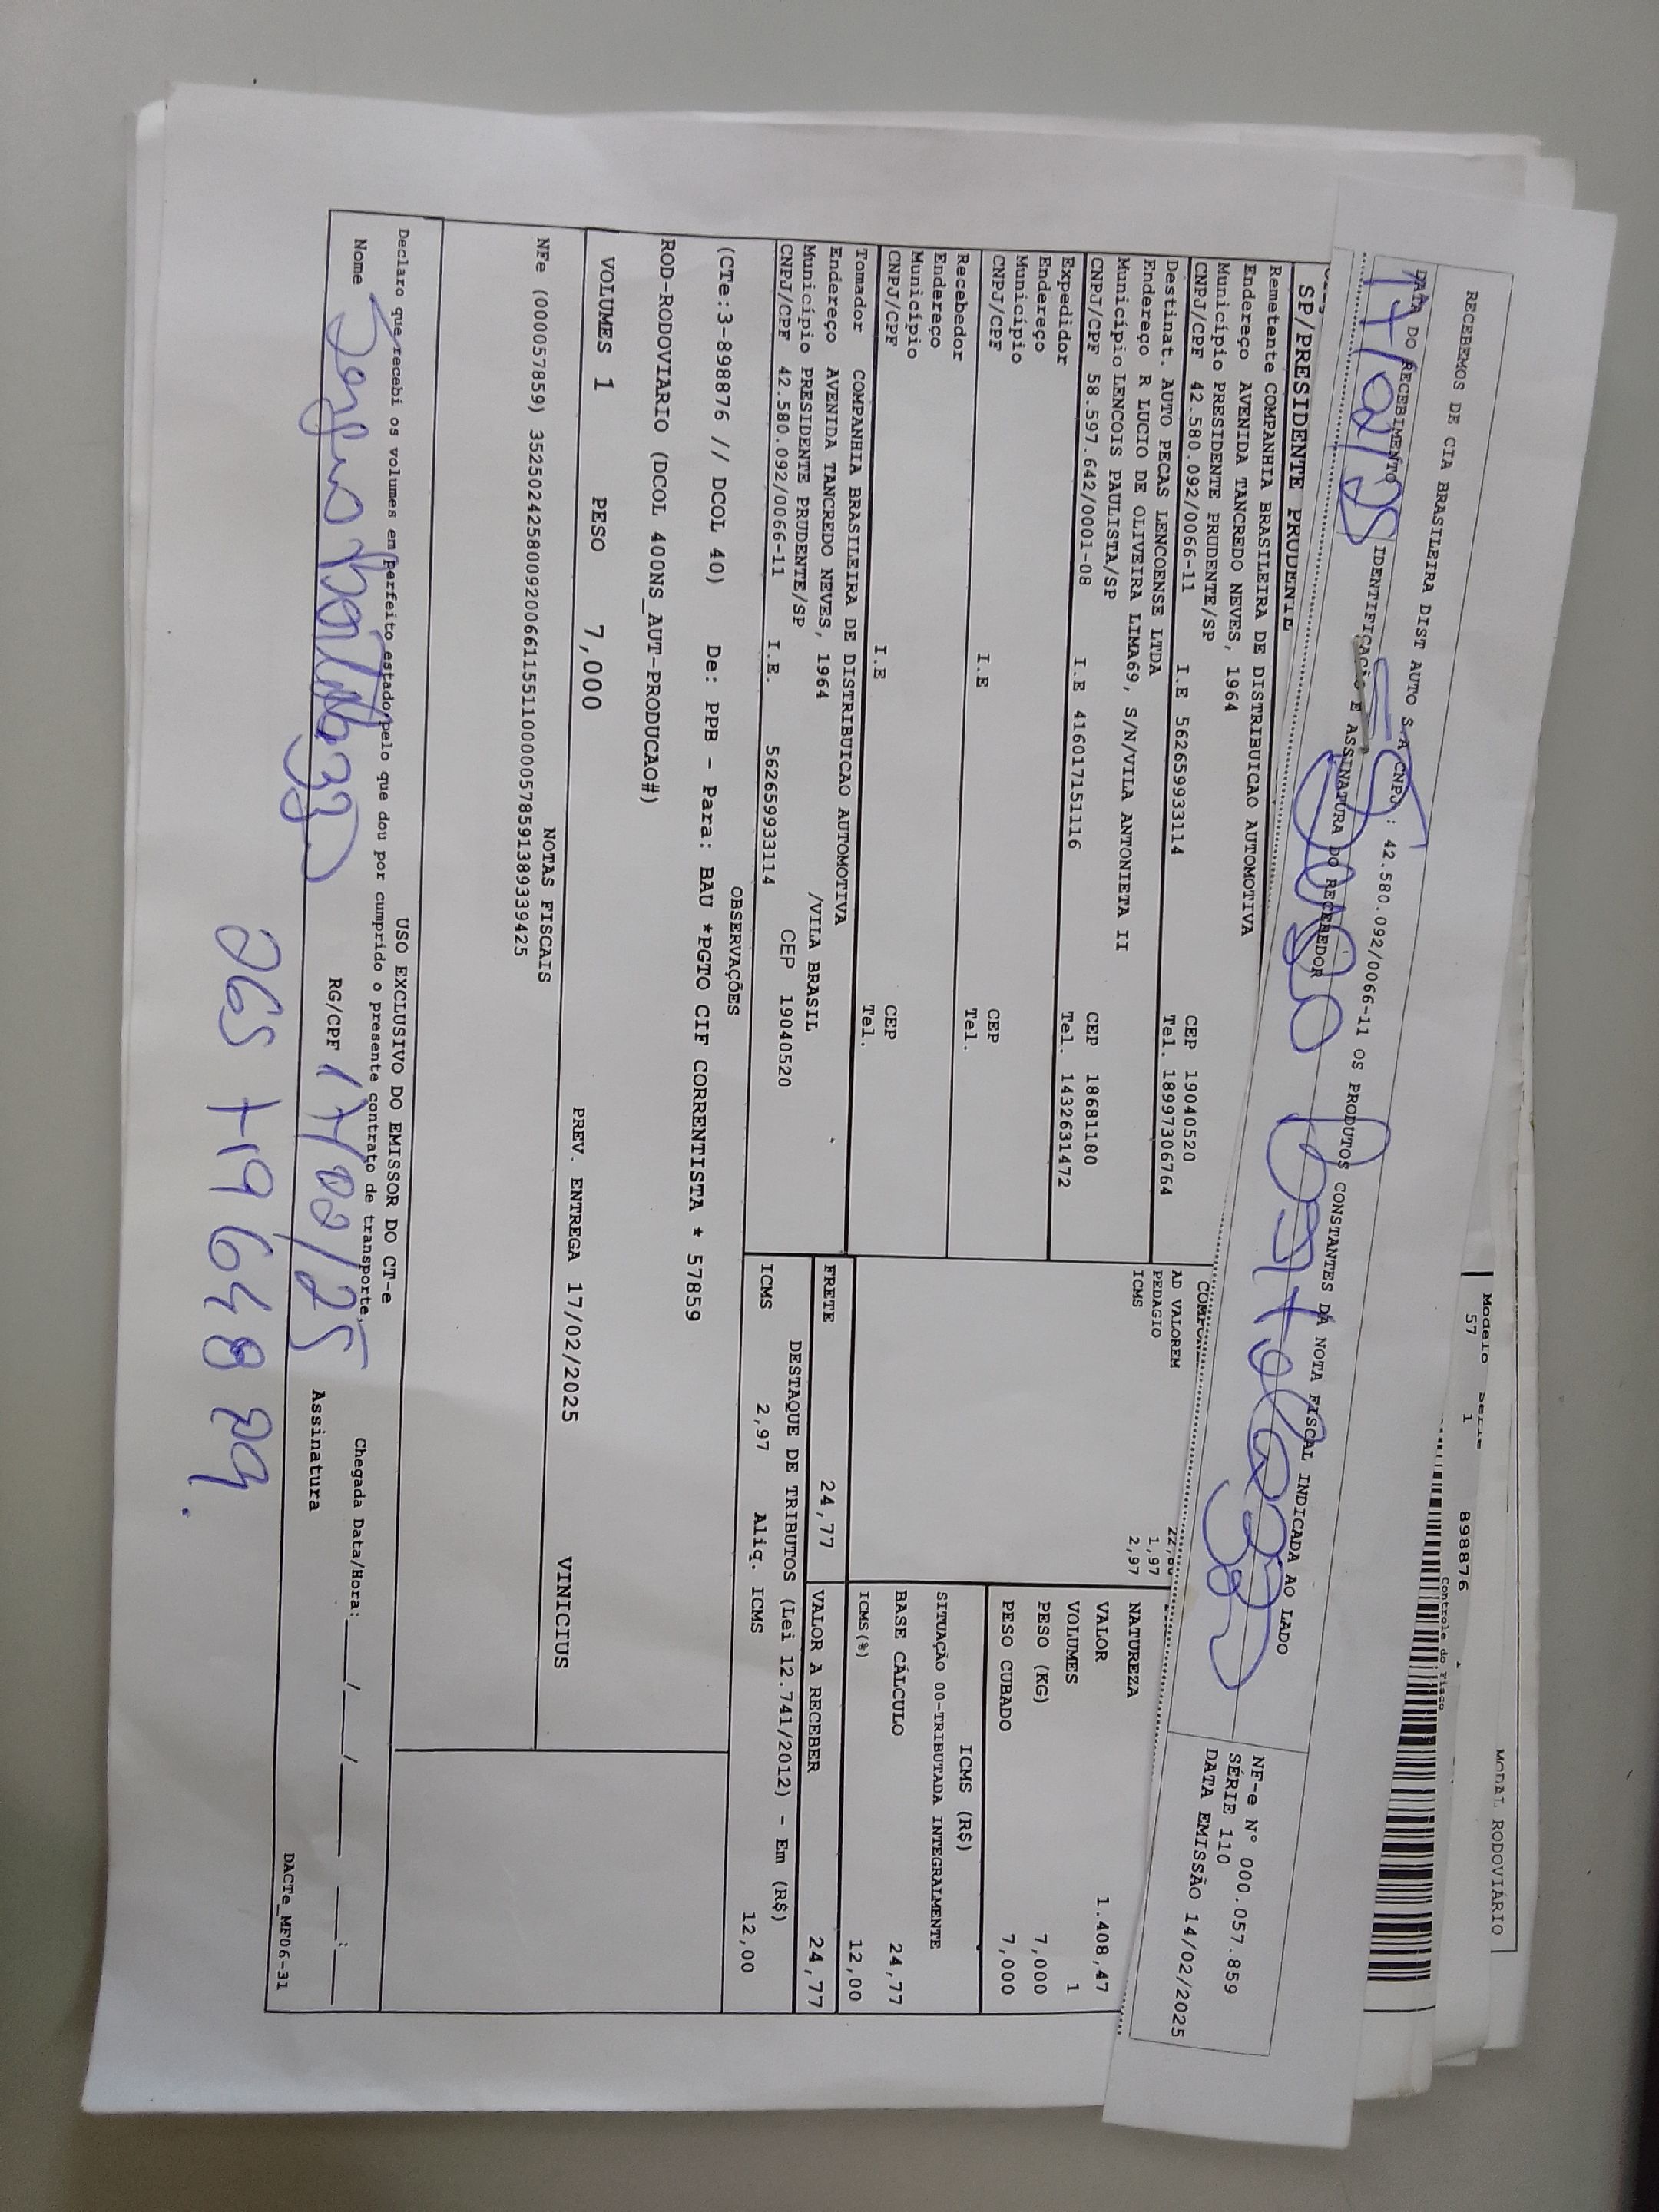 MODAL RODOVIÁRIO
Modelo
57 1 898876
Controle do Fisco
RECEBEMOS DE CIA BRASILEIRA DIST AUTO S.A CNPJ: 42.580.092/0066-11 OS PRODUTOS CONSTANTES DA NOTA FISCAL INDICADA AO LADO
DATA DO RECEBIMENTO IDENTIFICAÇÃO E ASSINATURA DO RECEBEDOR
17/02/25
NF-e Nº 000.057.859
SÉRIE 110
DATA EMISSÃO 14/02/2025
SP/PRESIDENTE PRUDENTE
Remetente COMPANHIA BRASILEIRA DE DISTRIBUICAO AUTOMOTIVA
Endereço AVENIDA TANCREDO NEVES, 1964
Município PRESIDENTE PRUDENTE/SP CEP 19040520
CNPJ/CPF 42.580.092/0066-11 I.E 562659933114 Tel. 18997306764
Destinat. AUTO PECAS LENCOENSE LTDA
Endereço R LUCIO DE OLIVEIRA LIMA69, S/N/VILA ANTONIETA II
Município LENCOIS PAULISTA/SP CEP 18681180
CNPJ/CPF 58.597.642/0001-08 I.E 416017151116 Tel. 1432631472
Expedidor
Endereço
Município CEP
CNPJ/CPF I.E Tel.
Recebedor
Endereço
Município CEP
CNPJ/CPF I.E Tel.
Tomador COMPANHIA BRASILEIRA DE DISTRIBUICAO AUTOMOTIVA
Endereço AVENIDA TANCREDO NEVES, 1964 /VILA BRASIL
Município PRESIDENTE PRUDENTE/SP CEP 19040520
CNPJ/CPF 42.580.092/0066-11 I.E. 562659933114
AD VALOREM
PEDAGIO 1,97
ICMS 2,97
NATUREZA
VALOR 1.408,47
VOLUMES 1
PESO (KG) 7,000
PESO CUBADO 7,000
ICMS (R$)
SITUAÇÃO 00-TRIBUTADA INTEGRALMENTE
BASE CÁLCULO 24,77
ICMS(%) 12,00
FRETE 24,77 VALOR A RECEBER 24,77
DESTAQUE DE TRIBUTOS (Lei 12.741/2012) - Em (R$)
ICMS 2,97 Aliq. ICMS 12,00
OBSERVAÇÕES
(CTe:3-898876 // DCOL 40) De: PPB - Para: BAU *PGTO CIF CORRENTISTA * 57859
ROD-RODOVIARIO (DCOL 400NS_AUT-PRODUCAO#)
VOLUMES 1 PESO 7,000 PREV. ENTREGA 17/02/2025 VINICIUS
NOTAS FISCAIS
NFe (000057859) 35250242580092006611551100000578591389339425
USO EXCLUSIVO DO EMISSOR DO CT-e
Declaro que recebi os volumes em perfeito estado pelo que dou por cumprido o presente contrato de transporte,
Nome RG/CPF 17/02/25 Chegada Data/Hora: ___/___/____ ___:___
Assinatura
DACTe_MF06-31